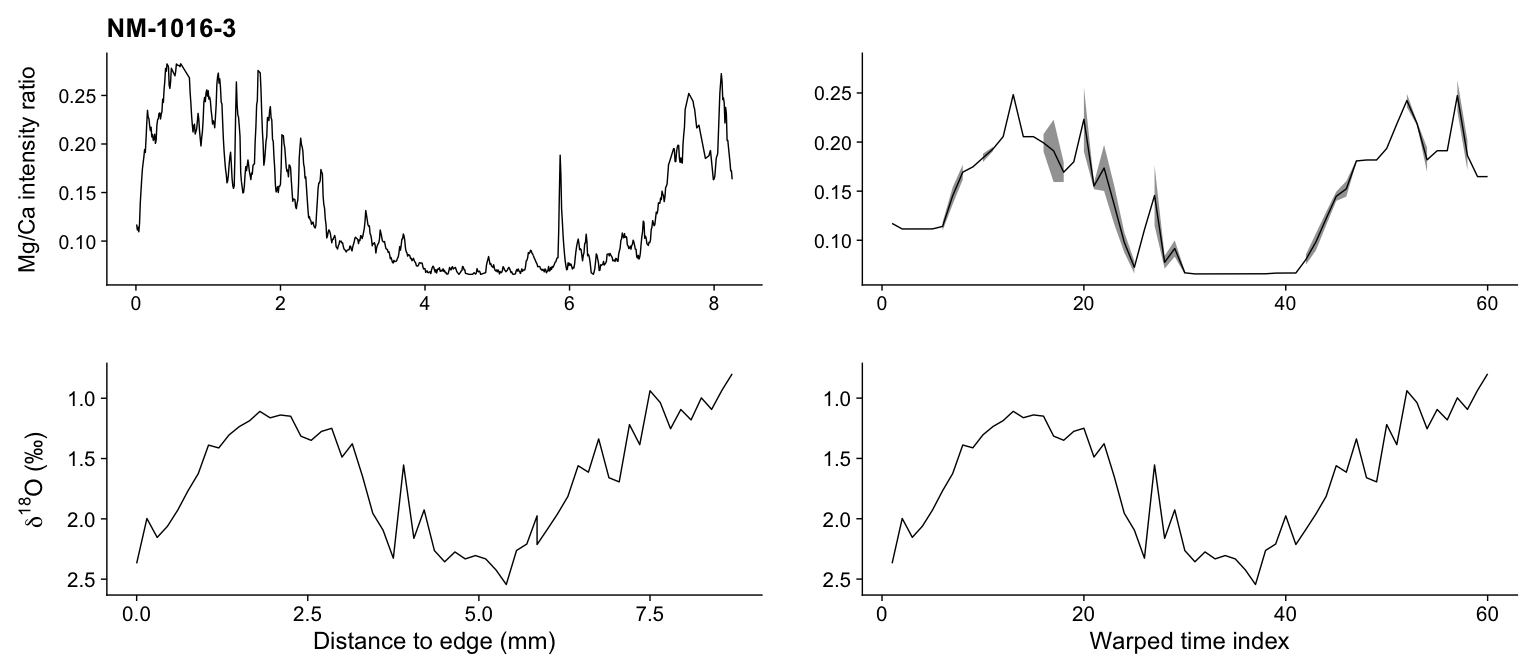 NM-1016-3
Mg/Ca intensity ratio
0.25
0.20
0.15
0.10
0 2 4 6 8
0.25
0.20
0.15
0.10
0 20 40 60
δ¹⁸O (‰)
1.0
1.5
2.0
2.5
0.0 2.5 5.0 7.5
Distance to edge (mm)
1.0
1.5
2.0
2.5
0 20 40 60
Warped time index